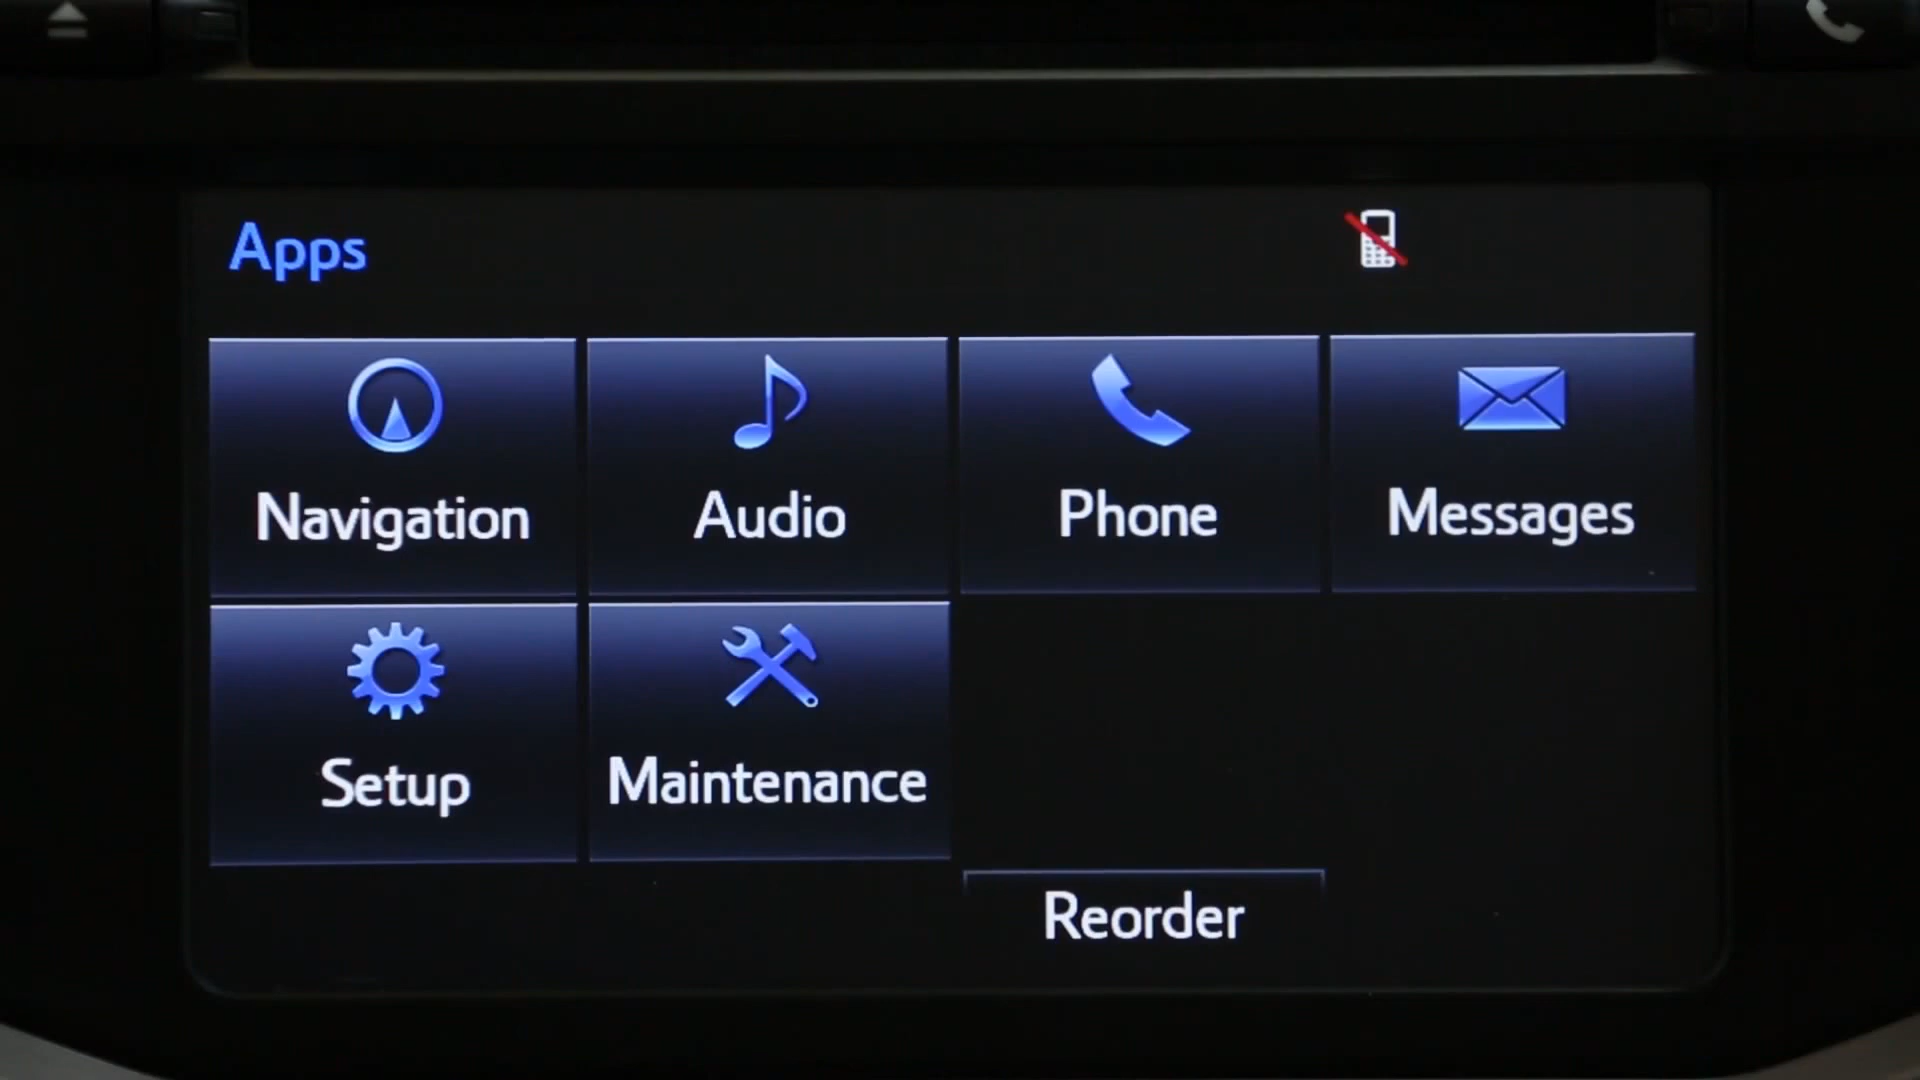 Apps
Navigation
Audio
Phone
Messages
Setup
Maintenance
Reorder